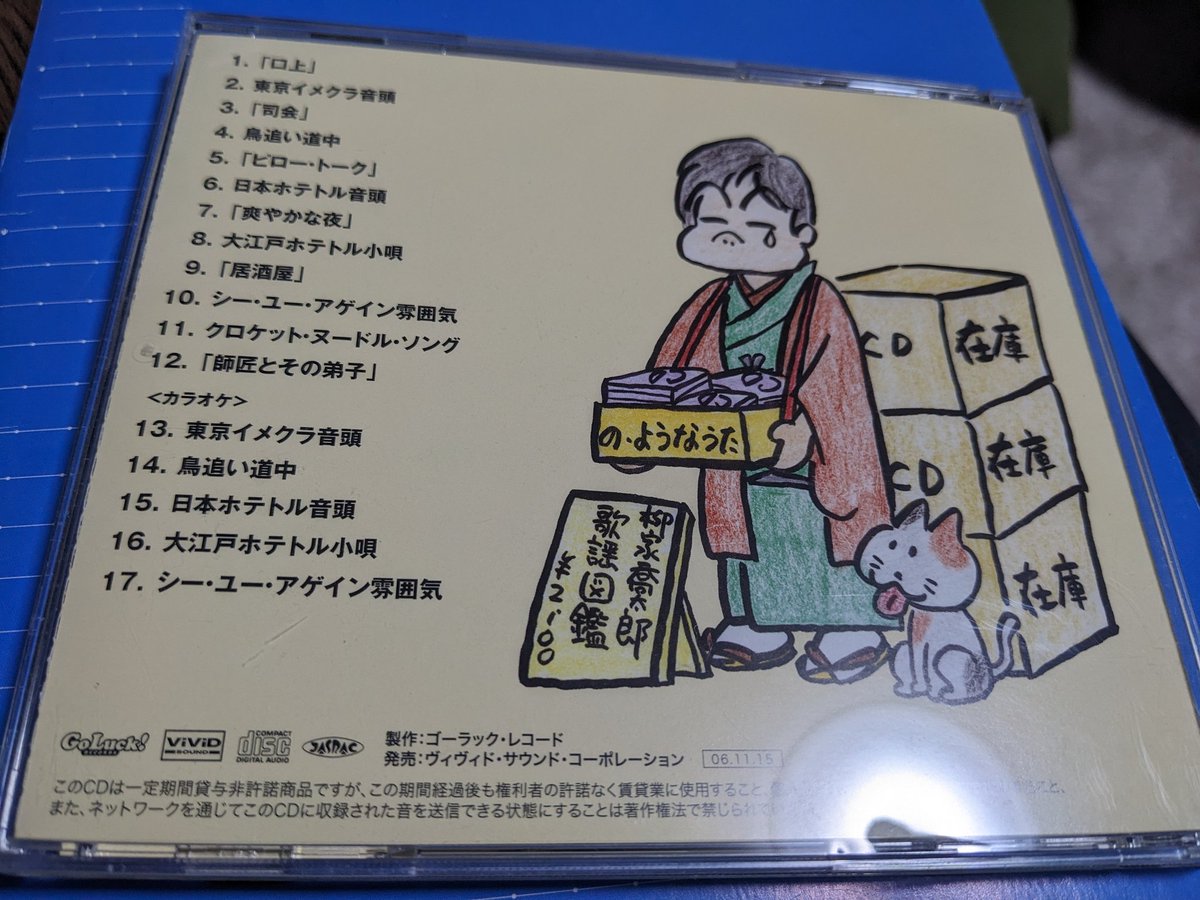 1. 「口上」
2. 東京イメクラ音頭
3. 「司会」
4. 鳥追い道中
5. 「ピロー・トーク」
6. 日本ホテトル音頭
7. 「爽やかな夜」
8. 大江戸ホテトル小唄
9. 「居酒屋」
10. シー・ユー・アゲイン雰囲気
11. クロケット・ヌードル・ソング
12. 「師匠とその弟子」
<カラオケ>
13. 東京イメクラ音頭
14. 鳥追い道中
15. 日本ホテトル音頭
16. 大江戸ホテトル小唄
17. シー・ユー・アゲイン雰囲気
CD
在庫
の・ようなうた
CD
在庫
在庫
柳家喬太郎
歌謡図鑑
¥2,100
GoLuck!
RECORDS
ViViD
SOUND
COMPACT
disc
DIGITAL AUDIO
JASRAC
製作:ゴーラック・レコード
発売:ヴィヴィド・サウンド・コーポレーション
06.11.15
このCDは一定期間貸与非許諾商品ですが、この期間経過後も権利者の許諾なく賃貸業に使用すること、
また、ネットワークを通じてこのCDに収録された音を送信できる状態にすることは著作権法で禁じられて